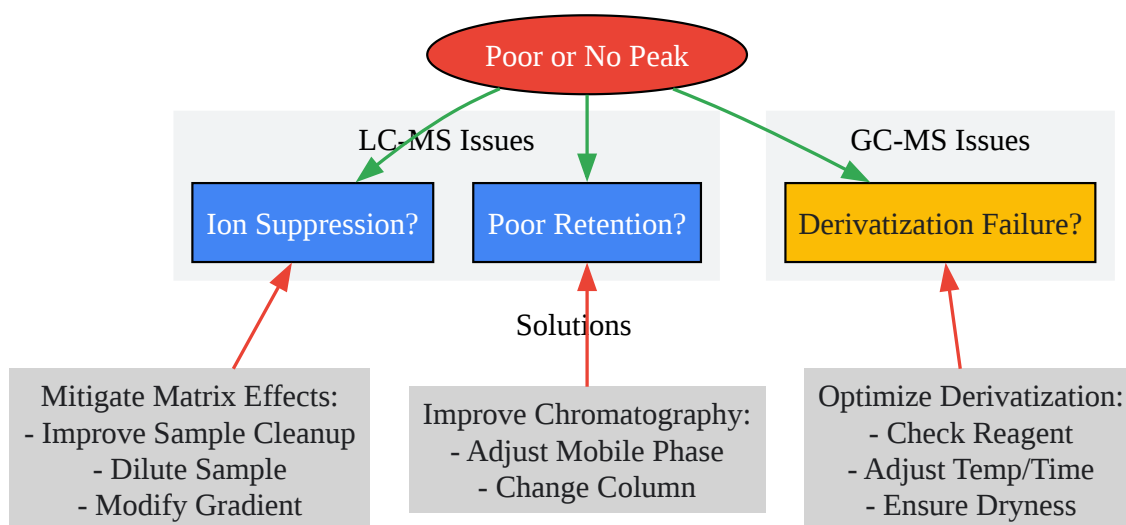 Poor or No Peak
LC-MS Issues
GC-MS Issues
Ion Suppression?
Poor Retention?
Derivatization Failure?
Solutions
Mitigate Matrix Effects:
- Improve Sample Cleanup
- Dilute Sample
- Modify Gradient
Improve Chromatography:
- Adjust Mobile Phase
- Change Column
Optimize Derivatization:
- Check Reagent
- Adjust Temp/Time
- Ensure Dryness